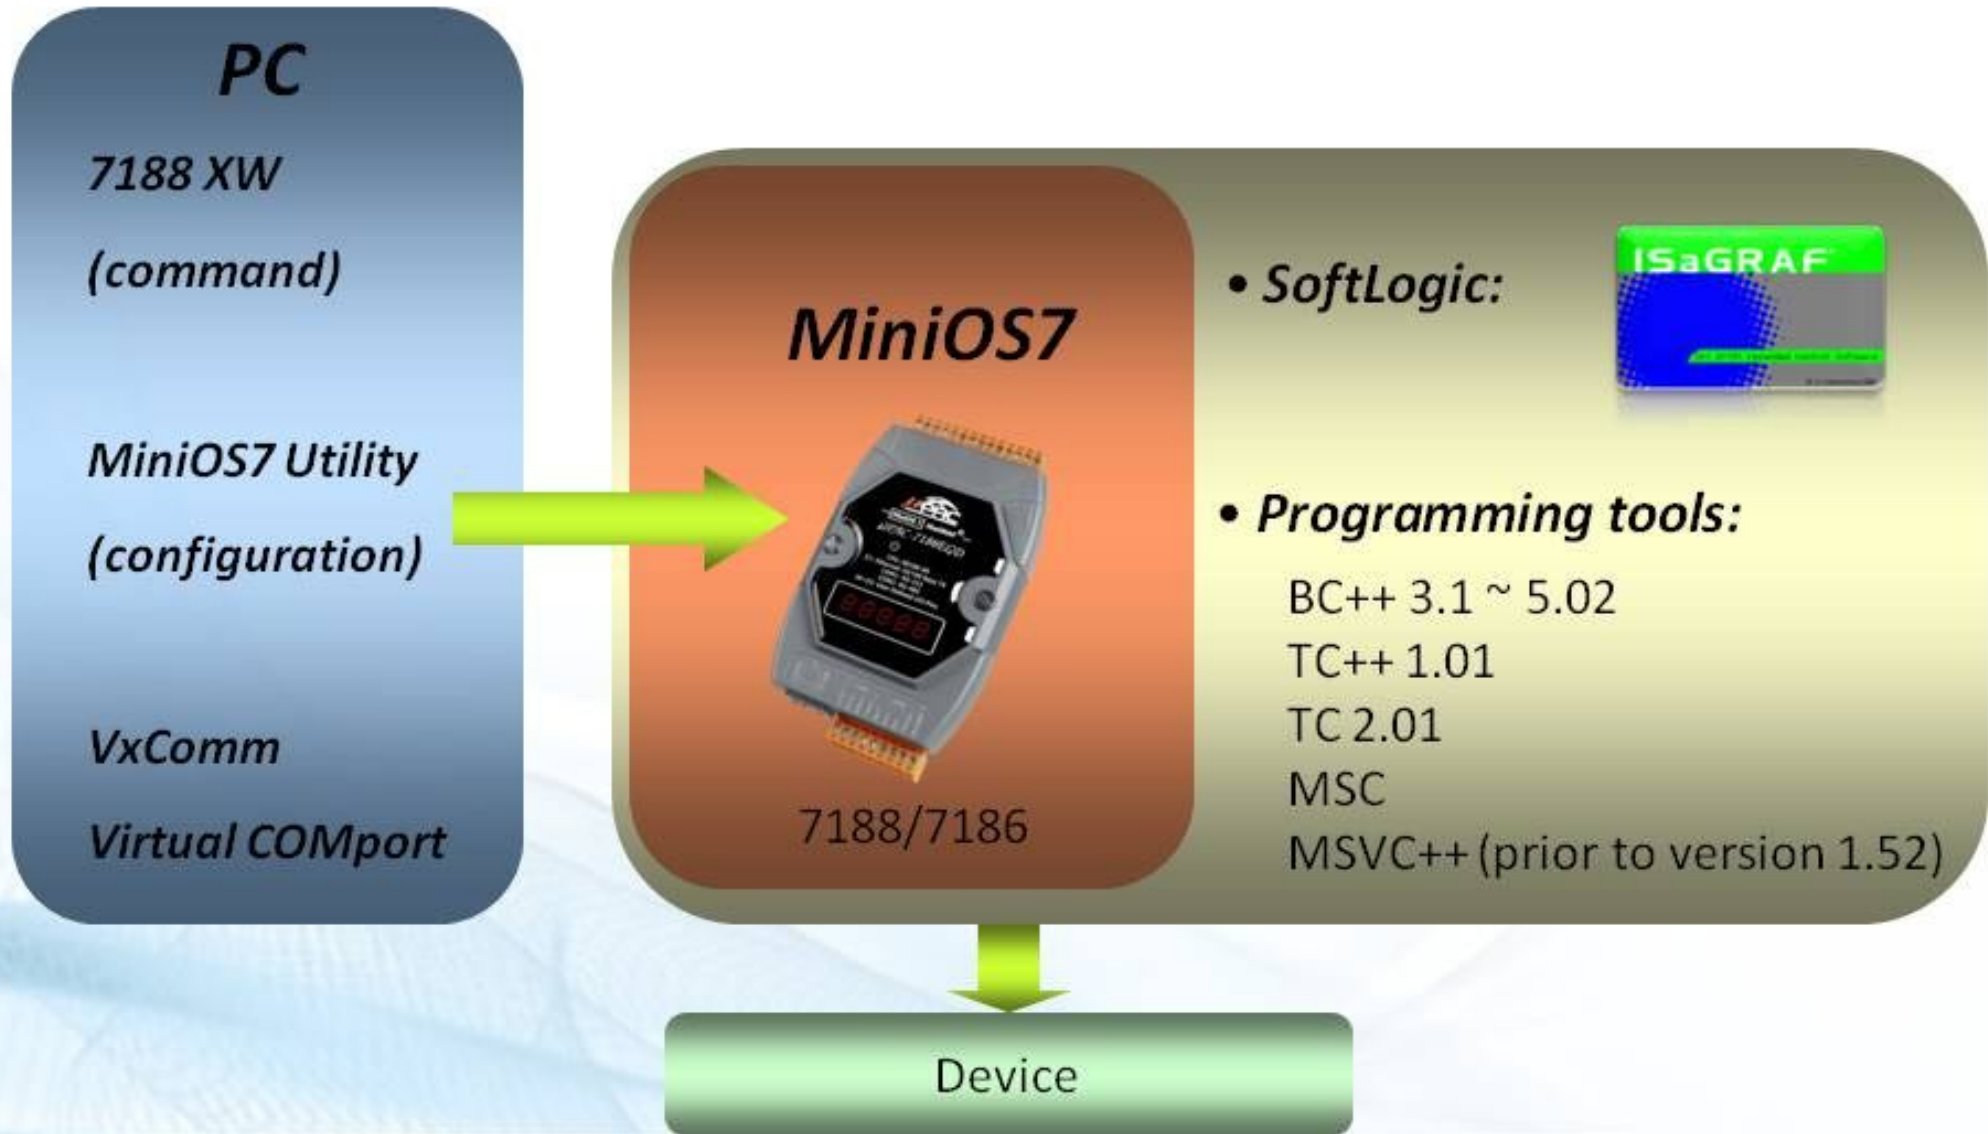 PC
7188 XW
(command)
MiniOS7 Utility
(configuration)
VxComm
Virtual COMport
MiniOS7
7188/7186
• SoftLogic:
ISaGRAF
• Programming tools:
BC++ 3.1 ~ 5.02
TC++ 1.01
TC 2.01
MSC
MSVC++ (prior to version 1.52)
Device